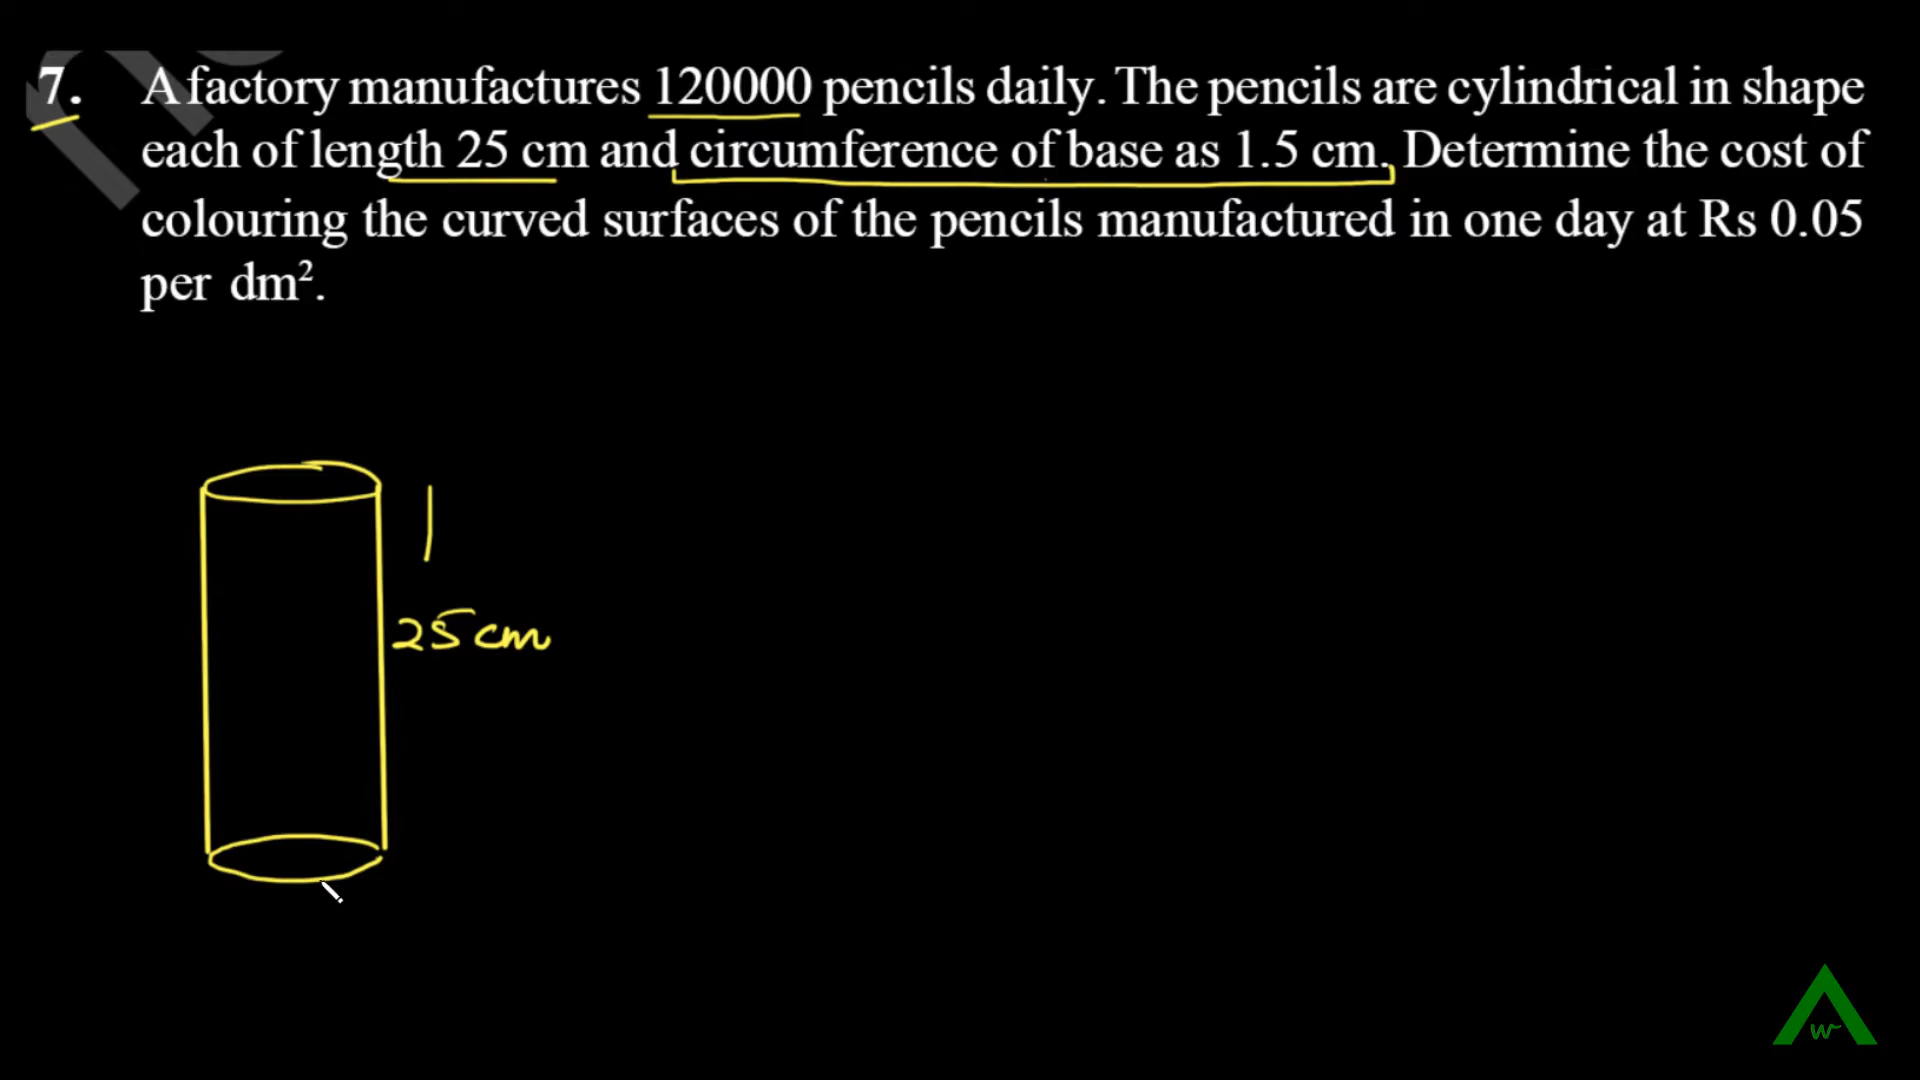 7. A factory manufactures 120000 pencils daily. The pencils are cylindrical in shape
each of length 25 cm and circumference of base as 1.5 cm. Determine the cost of
colouring the curved surfaces of the pencils manufactured in one day at Rs 0.05
per dm².
25 cm
w